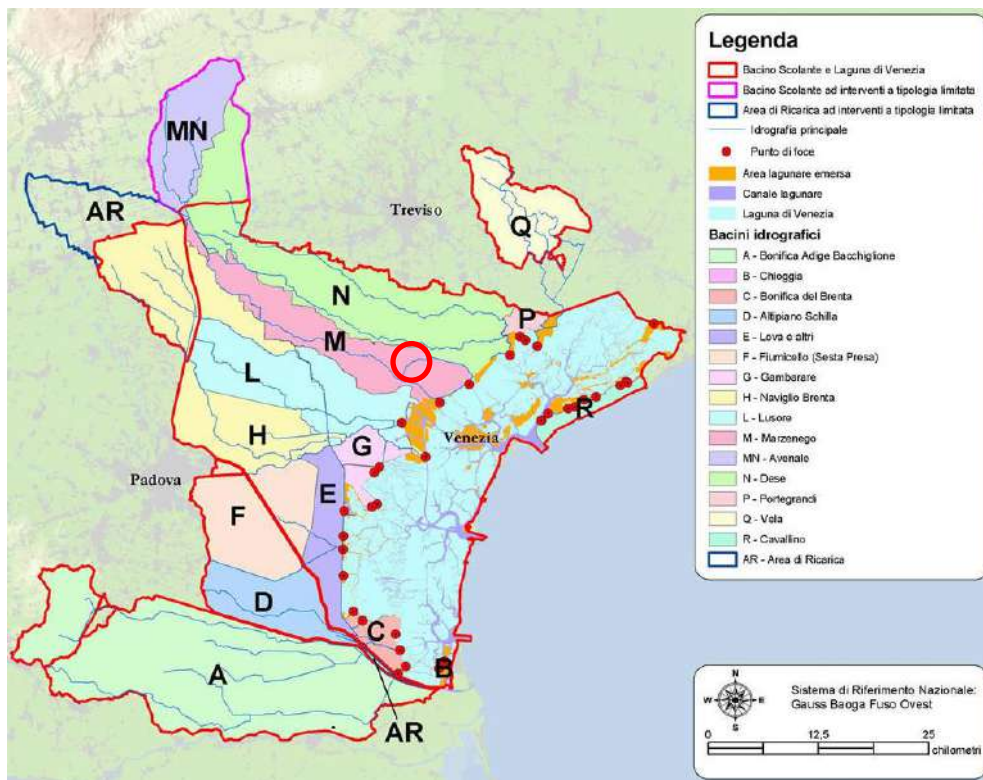 MN
AR
Treviso
Q
N
P
M
L
R
Venezia
H
G
Padova
E
F
D
C
B
A
AR
Legenda
Bacino Scolante e Laguna di Venezia
Bacino Scolante ad interventi a tipologia limitata
Area di Ricarica ad interventi a tipologia limitata
Idrografia principale
Punto di foce
Area lagunare emersa
Canale lagunare
Laguna di Venezia
Bacini idrografici
A - Bonifica Adige Bacchiglione
B - Chioggia
C - Bonifica del Brenta
D - Altipiano Schilla
E - Lova e altri
F - Fiumicello (Sesta Presa)
G - Gambarare
H - Naviglio Brenta
L - Lusore
M - Marzenego
MN - Avenale
N - Dese
P - Portegrandi
Q - Vela
R - Cavallino
AR - Area di Ricarica
N
W E
S
Sistema di Riferimento Nazionale:
Gauss Baoga Fuso Ovest
0 12,5 25
chilometri